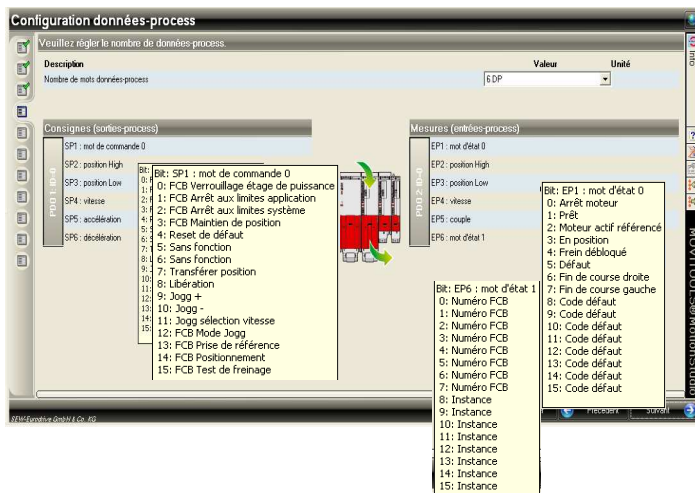 Configuration données-process
Veuillez régler le nombre de données-process.
Description Valeur Unité
Nombre de mots données-process 6 DP
Consignes (sorties-process)
PDO 1: ID=0
SP1 : mot de commande 0
SP2 : position High
SP3 : position Low
SP4 : vitesse
SP5 : accélération
SP6 : décélération
Bit: SP1 : mot de commande 0
0: FCB Verrouillage étage de puissance
1: FCB Arrêt aux limites application
2: FCB Arrêt aux limites système
3: FCB Maintien de position
4: Reset de défaut
5: Sans fonction
6: Sans fonction
7: Transférer position
8: Libération
9: Jogg +
10: Jogg -
11: Jogg sélection vitesse
12: FCB Mode Jogg
13: FCB Prise de référence
14: FCB Positionnement
15: FCB Test de freinage
Mesures (entrées-process)
PDO 2: ID=0
EP1 : mot d'état 0
EP2 : position High
EP3 : position Low
EP4 : vitesse
EP5 : couple
EP6 : mot d'état 1
Bit: EP6 : mot d'état 1
0: Numéro FCB
1: Numéro FCB
2: Numéro FCB
3: Numéro FCB
4: Numéro FCB
5: Numéro FCB
6: Numéro FCB
7: Numéro FCB
8: Instance
9: Instance
10: Instance
11: Instance
12: Instance
13: Instance
14: Instance
15: Instance
Bit: EP1 : mot d'état 0
0: Arrêt moteur
1: Prêt
2: Moteur actif référencé
3: En position
4: Frein débloqué
5: Défaut
6: Fin de course droite
7: Fin de course gauche
8: Code défaut
9: Code défaut
10: Code défaut
11: Code défaut
12: Code défaut
13: Code défaut
14: Code défaut
15: Code défaut
Info
MOVITOOLS® MotionStudio
SEW-Eurodrive GmbH & Co. KG
Précédent Suivant